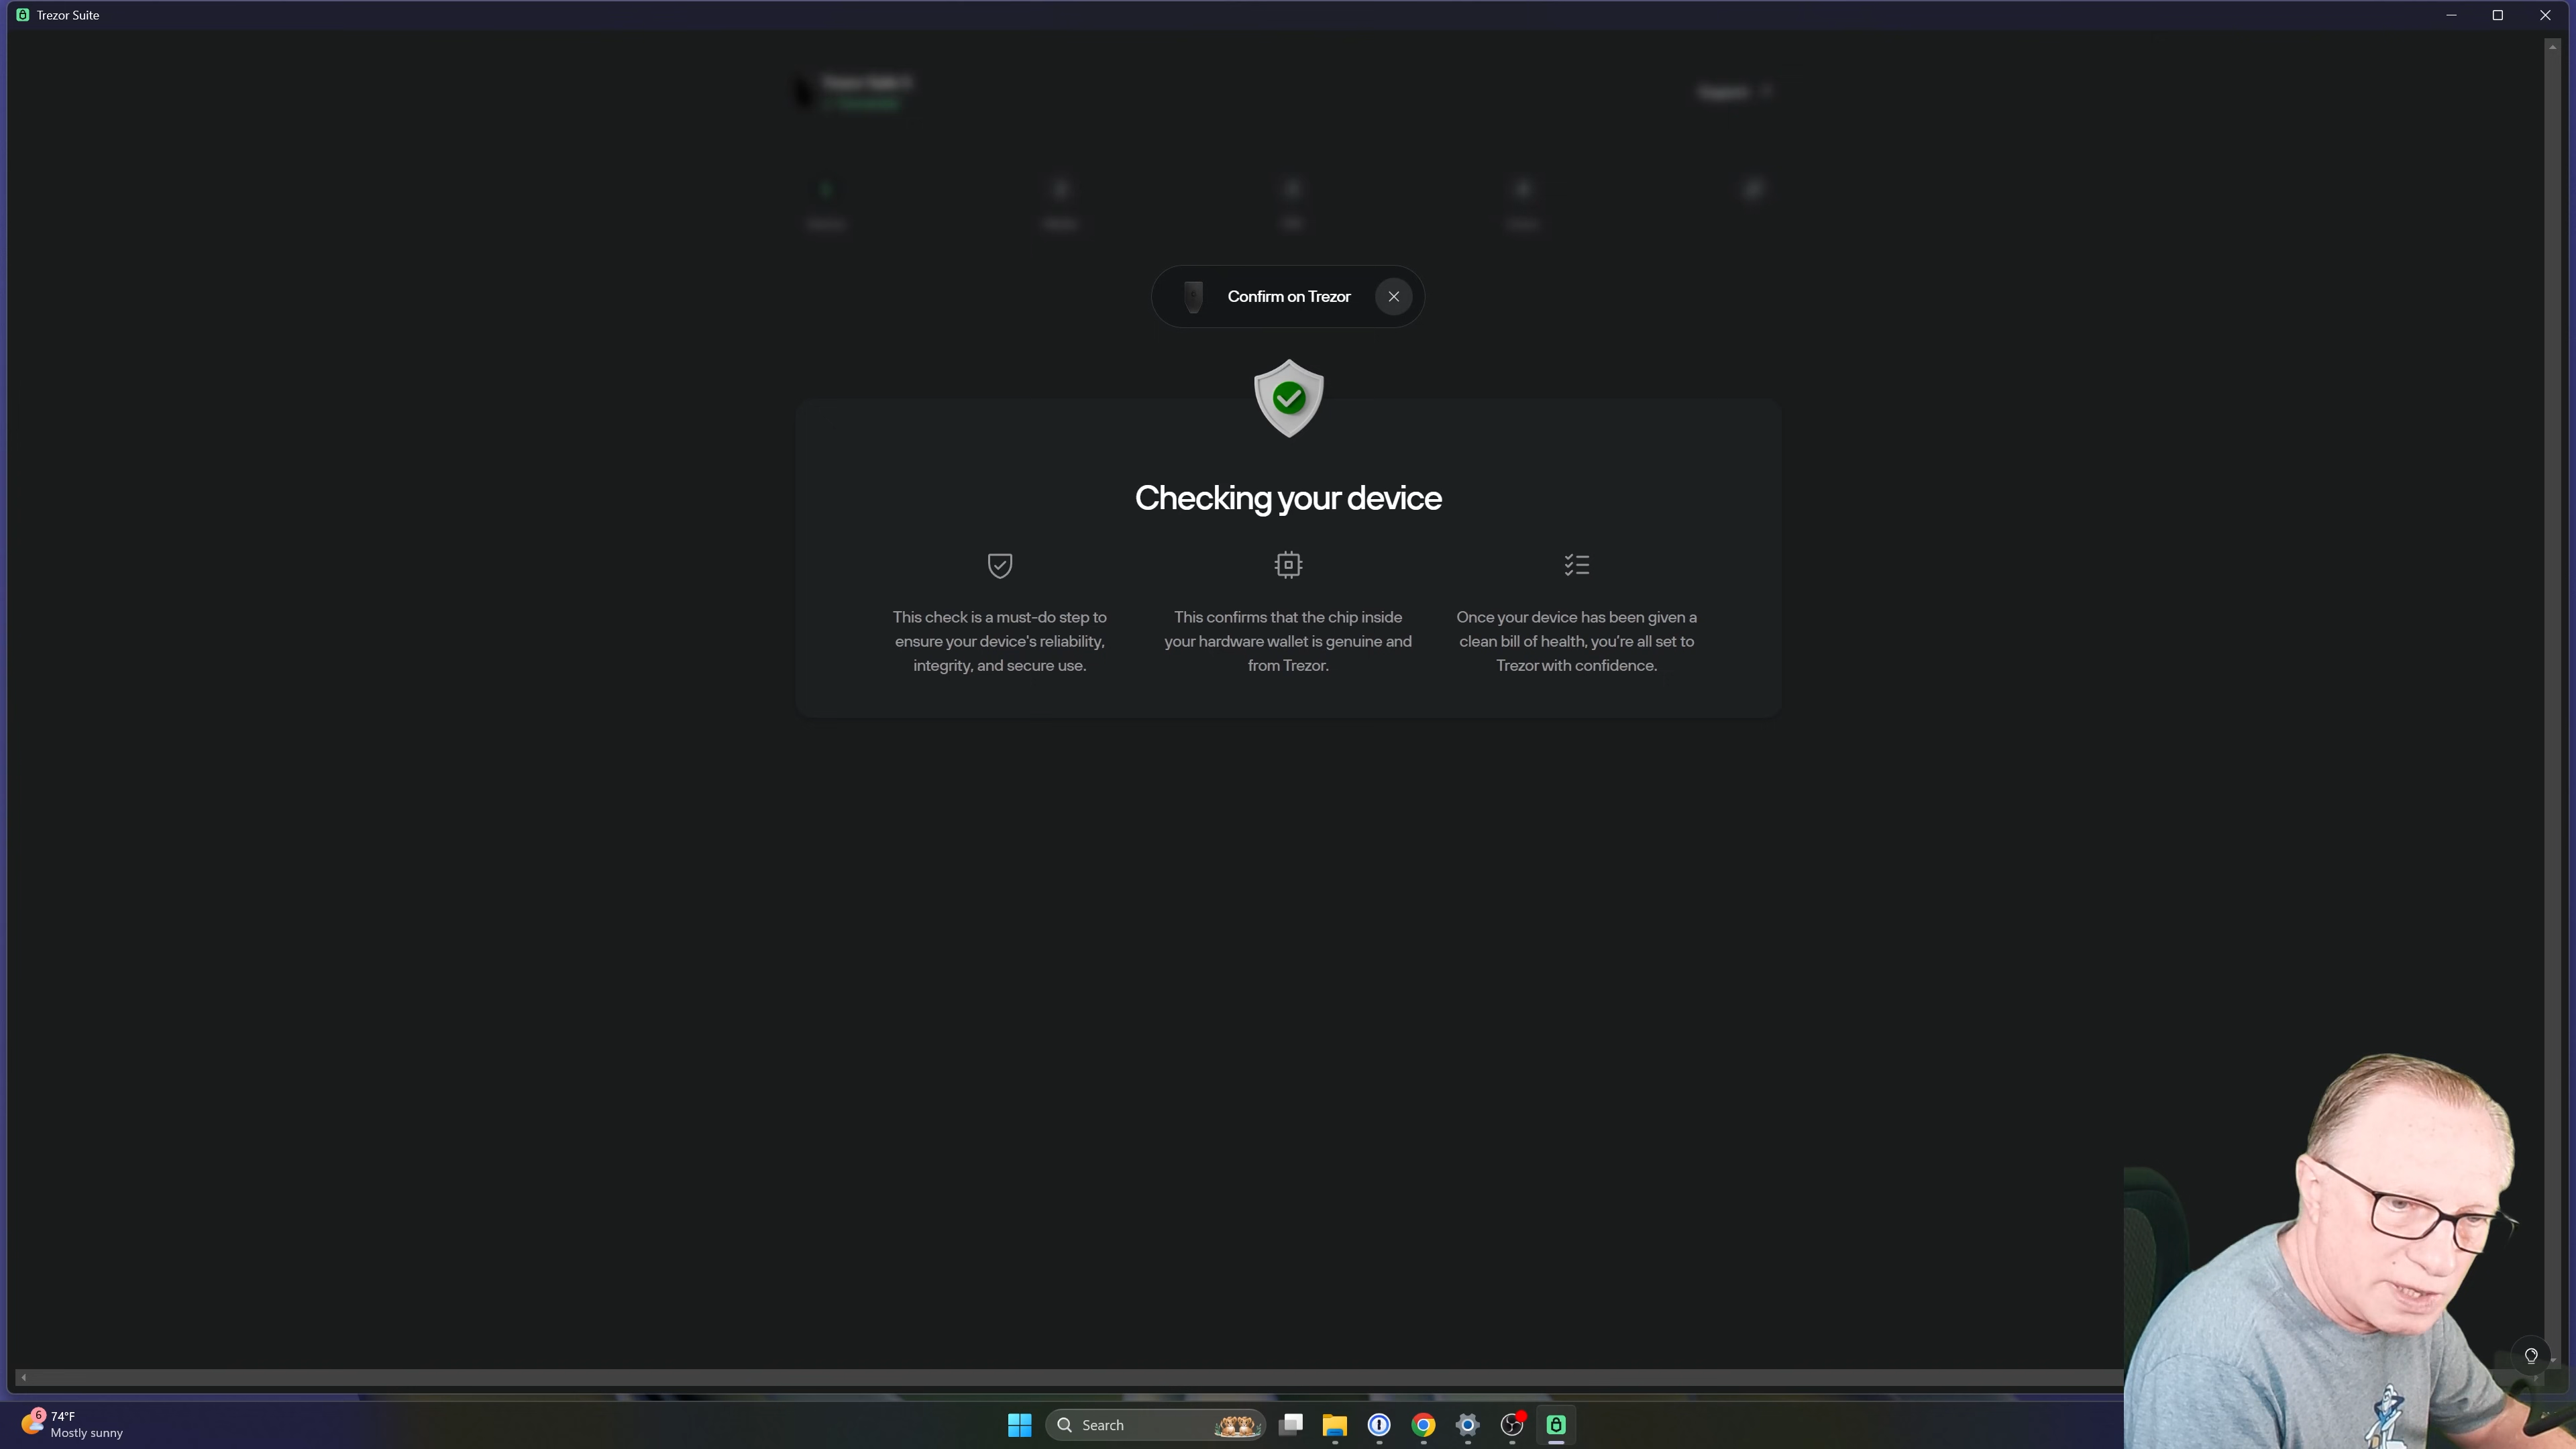 Trezor Suite
Confirm on Trezor
Checking your device
This check is a must-do step to
ensure your device's reliability,
integrity, and secure use.
This confirms that the chip inside
your hardware wallet is genuine and
from Trezor.
Once your device has been given a
clean bill of health, you're all set to
Trezor with confidence.
6
74°F
Mostly sunny
Search